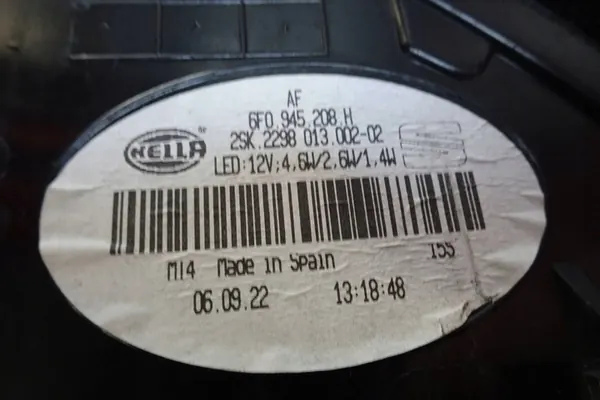 AF
6F0.945.208.H
HELLA
2SK.2298 013.002-02
LED:12V;4,6W/2,6W/1,4W
155
M14 Made in Spain
06.09.22 13:18:48